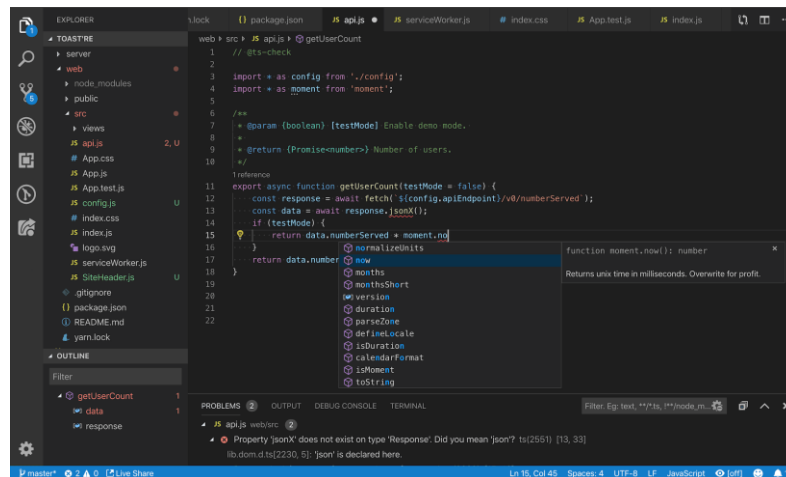 EXPLORER
TOAST'RE
server
web
node_modules
public
src
views
JS api.js 2, U
# App.css
JS App.js
JS App.test.js
JS config.js U
# index.css
JS index.js
logo.svg
JS serviceWorker.js
JS SiteHeader.js U
.gitignore
{} package.json
README.md
yarn.lock
OUTLINE
Filter
getUserCount 1
data 1
response
n.lock {} package.json JS api.js ● JS serviceWorker.js # index.css JS App.test.js JS index.js
web ▸ src ▸ JS api.js ▸ getUserCount
1 // @ts-check
2
3 import * as config from './config';
4 import * as moment from 'moment';
5
6 /**
7 * @param {boolean} [testMode] Enable demo mode.
8 *
9 * @return {Promise<number>} Number of users.
10 */
1 reference
11 export async function getUserCount(testMode = false) {
12 const response = await fetch(`${config.apiEndpoint}/v0/numberServed`);
13 const data = await response.jsonX();
14 if (testMode) {
15 return data.numberServed * moment.no
16 }
17 return data.number
18 }
19
20
21
22
normalizeUnits
now
months
monthsShort
version
duration
parseZone
defineLocale
isDuration
calendarFormat
isMoment
toString
function moment.now(): number ×
Returns unix time in milliseconds. Overwrite for profit.
PROBLEMS 2 OUTPUT DEBUG CONSOLE TERMINAL Filter. Eg: text, **/*.ts, !**/node_m...
JS api.js web/src 2
Property 'jsonX' does not exist on type 'Response'. Did you mean 'json'? ts(2551) [13, 33]
lib.dom.d.ts[2230, 5]: 'json' is declared here.
master* 2 0 Live Share Ln 15, Col 45 Spaces: 4 UTF-8 LF JavaScript [off]